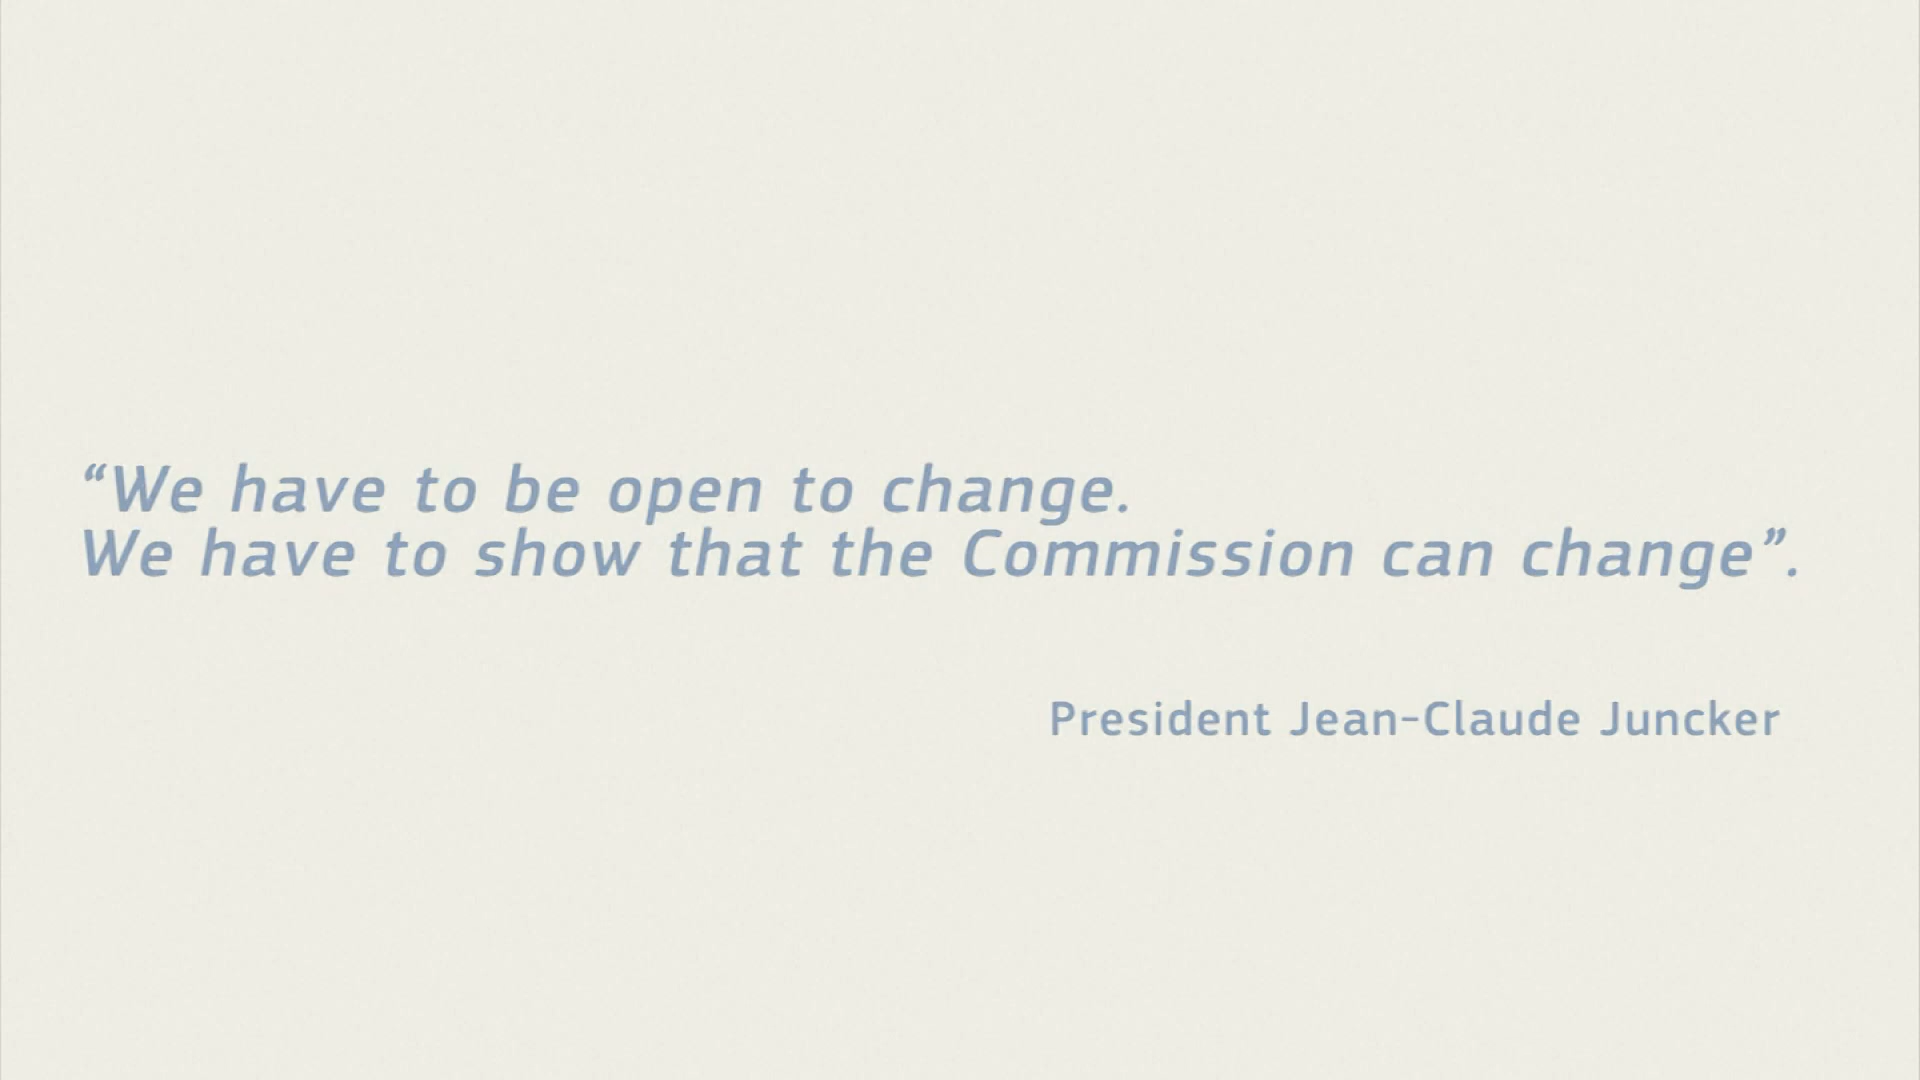 “We have to be open to change.
We have to show that the Commission can change”.
President Jean-Claude Juncker